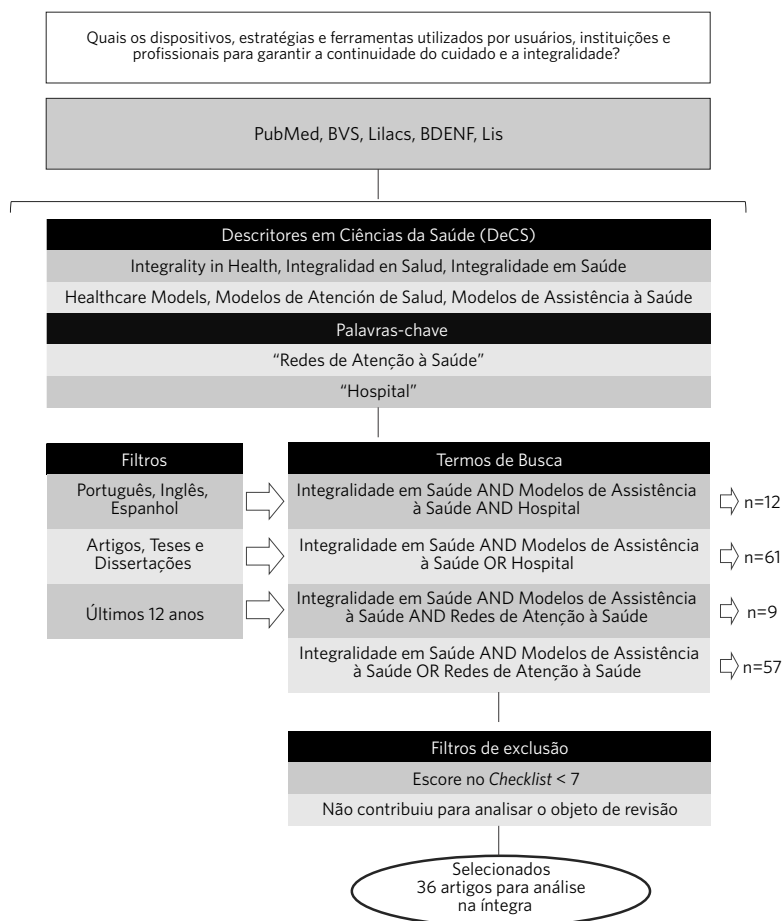 Quais os dispositivos, estratégias e ferramentas utilizados por usuários, instituições e
profissionais para garantir a continuidade do cuidado e a integralidade?
PubMed, BVS, Lilacs, BDENF, Lis
Descritores em Ciências da Saúde (DeCS)
Integrality in Health, Integralidad en Salud, Integralidade em Saúde
Healthcare Models, Modelos de Atención de Salud, Modelos de Assistência à Saúde
Palavras-chave
“Redes de Atenção à Saúde”
“Hospital”
Filtros
Português, Inglês,
Espanhol
Artigos, Teses e
Dissertações
Últimos 12 anos
Termos de Busca
Integralidade em Saúde AND Modelos de Assistência
à Saúde AND Hospital
n=12
Integralidade em Saúde AND Modelos de Assistência
à Saúde OR Hospital
n=61
Integralidade em Saúde AND Modelos de Assistência
à Saúde AND Redes de Atenção à Saúde
n=9
Integralidade em Saúde AND Modelos de Assistência
à Saúde OR Redes de Atenção à Saúde
n=57
Filtros de exclusão
Escore no Checklist < 7
Não contribuiu para analisar o objeto de revisão
Selecionados
36 artigos para análise
na íntegra